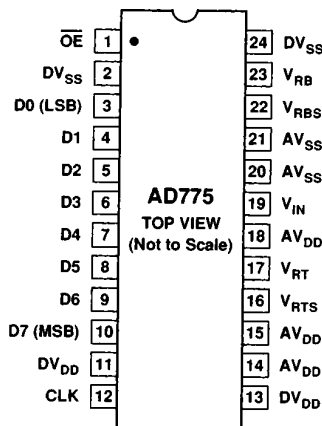 OE 1
DVSS 2
D0 (LSB) 3
D1 4
D2 5
D3 6
D4 7
D5 8
D6 9
D7 (MSB) 10
DVDD 11
CLK 12
AD775
TOP VIEW
(Not to Scale)
24 DVSS
23 VRB
22 VRBS
21 AVSS
20 AVSS
19 VIN
18 AVDD
17 VRT
16 VRTS
15 AVDD
14 AVDD
13 DVDD